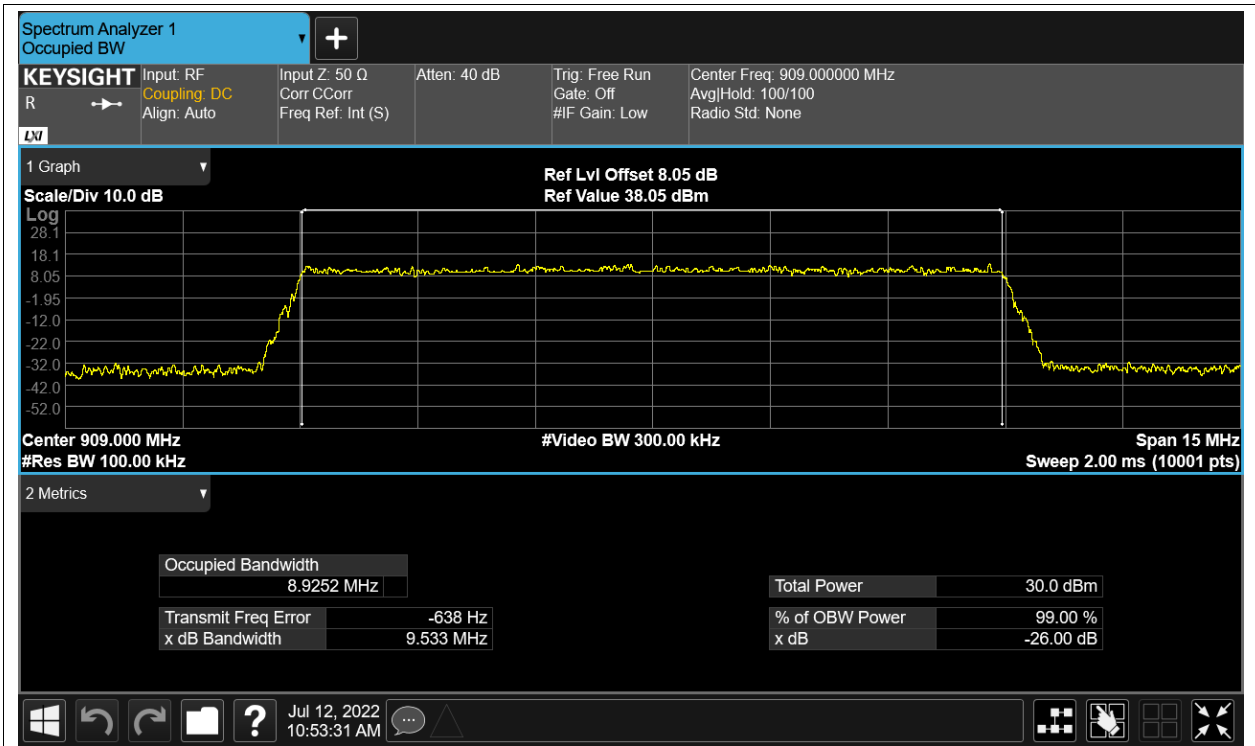 Spectrum Analyzer 1
Occupied BW
KEYSIGHT
R
LXI
Input: RF
Coupling: DC
Align: Auto
Input Z: 50 Ω
Corr CCorr
Freq Ref: Int (S)
Atten: 40 dB
Trig: Free Run
Gate: Off
#IF Gain: Low
Center Freq: 909.000000 MHz
Avg|Hold: 100/100
Radio Std: None
1 Graph
Scale/Div 10.0 dB
Ref Lvl Offset 8.05 dB
Ref Value 38.05 dBm
Log
28.1
18.1
8.05
-1.95
-12.0
-22.0
-32.0
-42.0
-52.0
Center 909.000 MHz
#Res BW 100.00 kHz
#Video BW 300.00 kHz
Span 15 MHz
Sweep 2.00 ms (10001 pts)
2 Metrics
Occupied Bandwidth
8.9252 MHz
Transmit Freq Error -638 Hz
x dB Bandwidth 9.533 MHz
Total Power 30.0 dBm
% of OBW Power 99.00 %
x dB -26.00 dB
?
Jul 12, 2022
10:53:31 AM